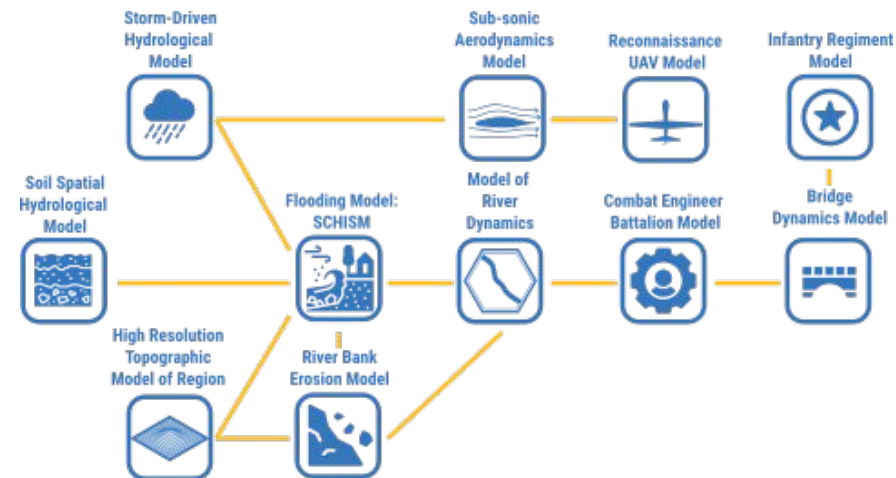 Storm-Driven
Hydrological
Model
Sub-sonic
Aerodynamics
Model
Reconnaissance
UAV Model
Infantry Regiment
Model
Soil Spatial
Hydrological
Model
Flooding Model:
SCHISM
Model of
River
Dynamics
Combat Engineer
Battalion Model
Bridge
Dynamics Model
High Resolution
Topographic
Model of Region
River Bank
Erosion Model